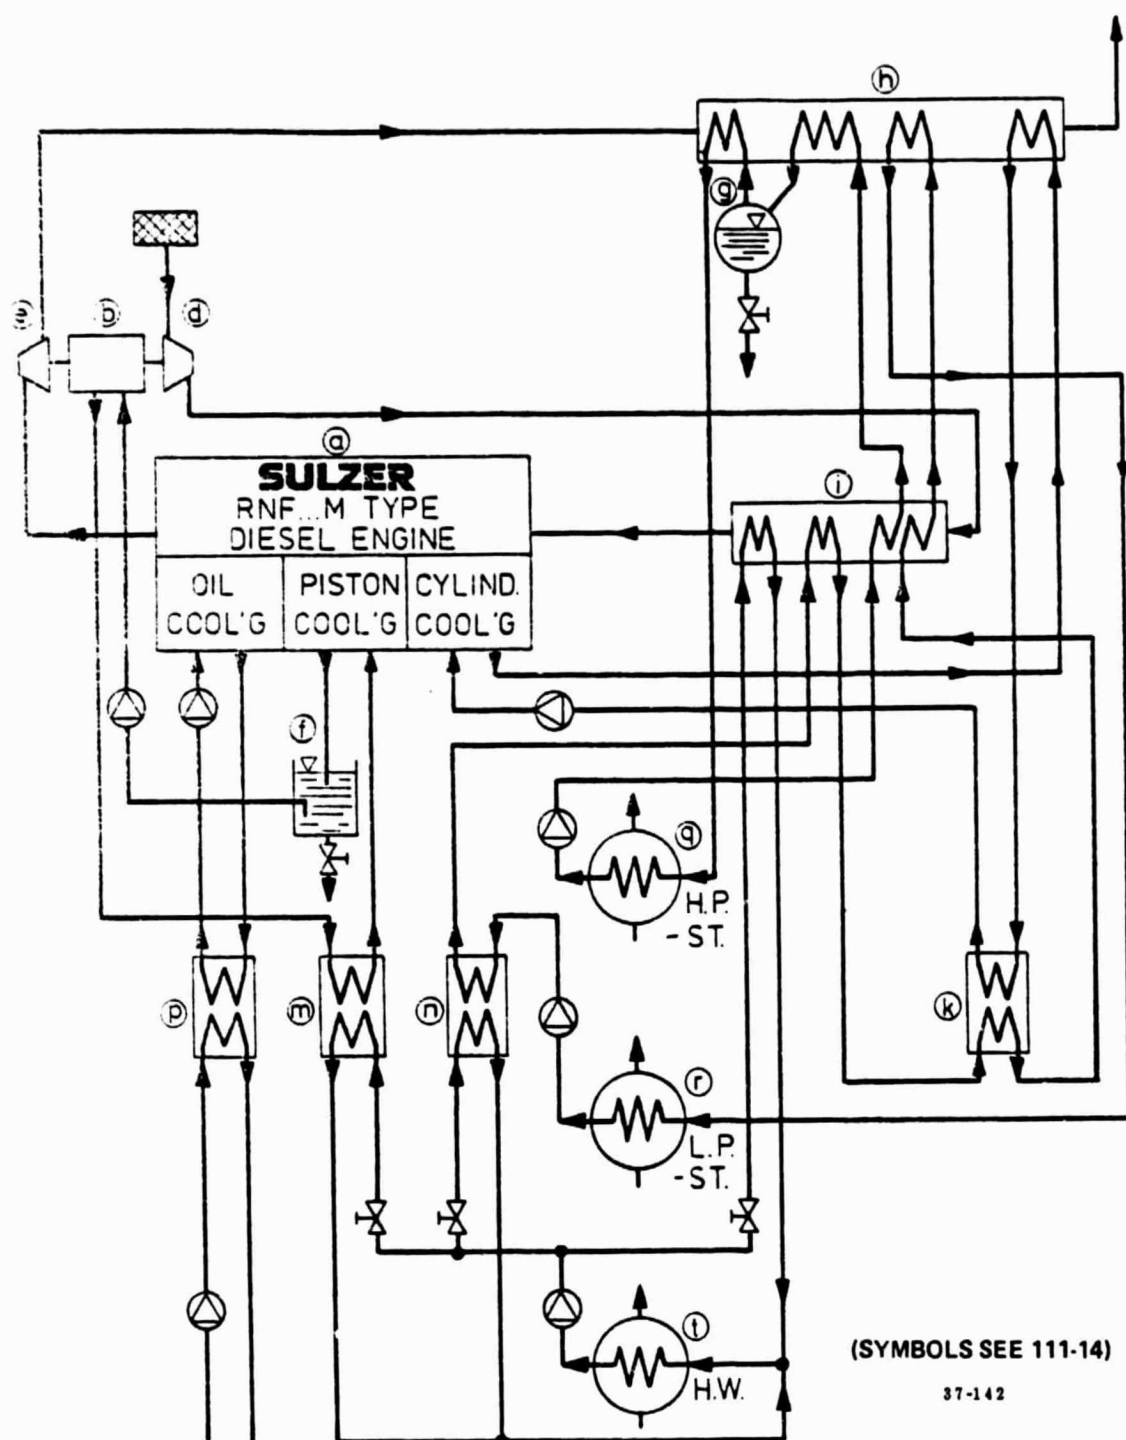 h
g
e
b
d
a
SULZER
RNF...M TYPE
DIESEL ENGINE
i
OIL
COOL'G
PISTON
COOL'G
CYLIND.
COOL'G
f
q
H.P.
-ST.
p
m
n
k
r
L.P.
-ST.
t
H.W.
(SYMBOLS SEE 111-14)
37-142